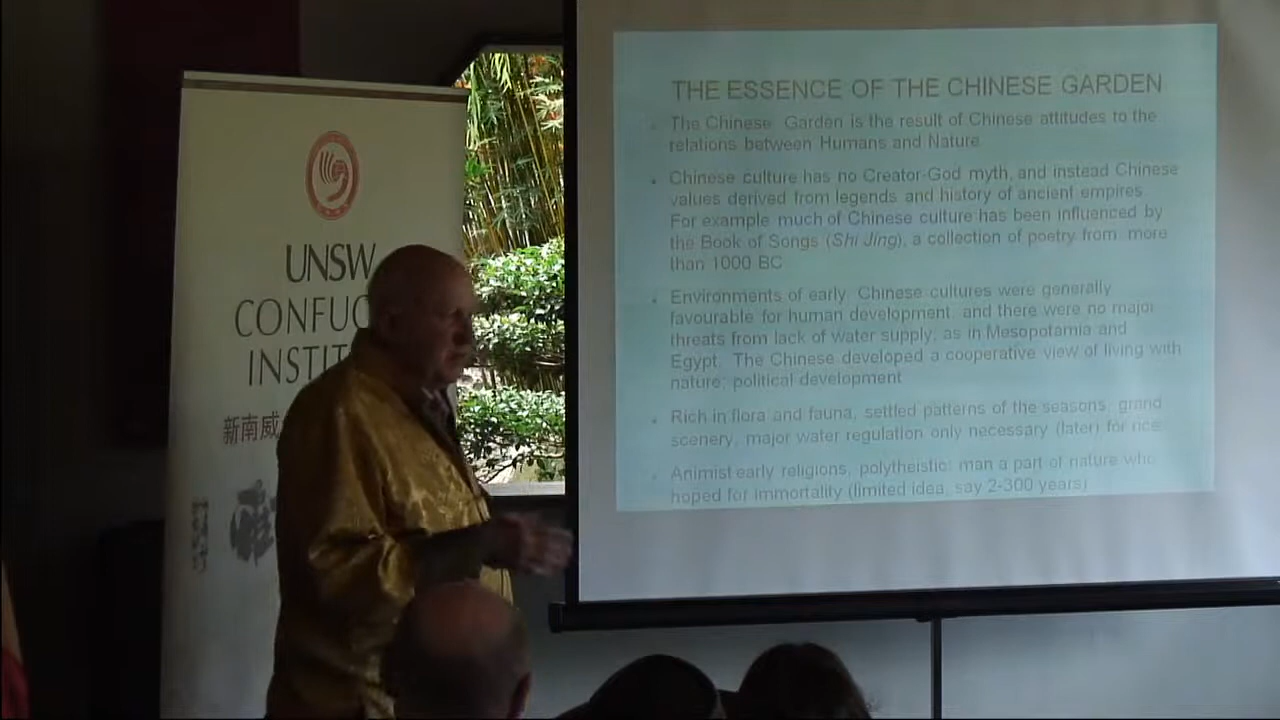 UNSW
CONFUC
INSTIT
新南威
THE ESSENCE OF THE CHINESE GARDEN
The Chinese Garden is the result of Chinese attitudes to the
relations between Humans and Nature
Chinese culture has no Creator-God myth, and instead Chinese
values derived from legends and history of ancient empires
For example much of Chinese culture has been influenced by
the Book of Songs (Shi Jing), a collection of poetry from more
than 1000 BC
Environments of early Chinese cultures were generally
favourable for human development, and there were no major
threats from lack of water supply; as in Mesopotamia and
Egypt. The Chinese developed a cooperative view of living with
nature; political development
Rich in flora and fauna, settled patterns of the seasons, grand
scenery, major water regulation only necessary (later) for rice
Animist early religions, polytheistic: man a part of nature who
hoped for immortality (limited idea, say 2-300 years)